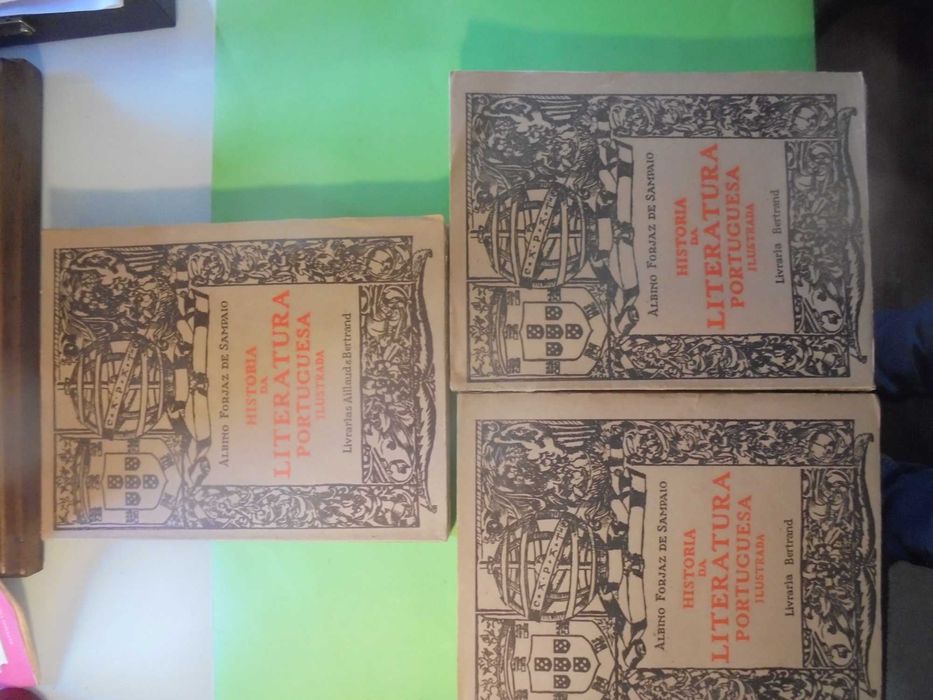 ALBINO FORJAZ DE SAMPAIO
HISTORIA
DA
LITERATURA
PORTUGUESA
ILUSTRADA
Livrarias Aillaud & Bertrand
ALBINO FORJAZ DE SAMPAIO
HISTORIA
DA
LITERATURA
PORTUGUESA
ILUSTRADA
Livraria Bertrand
ALBINO FORJAZ DE SAMPAIO
HISTORIA
DA
LITERATURA
PORTUGUESA
ILUSTRADA
Livraria Bertrand